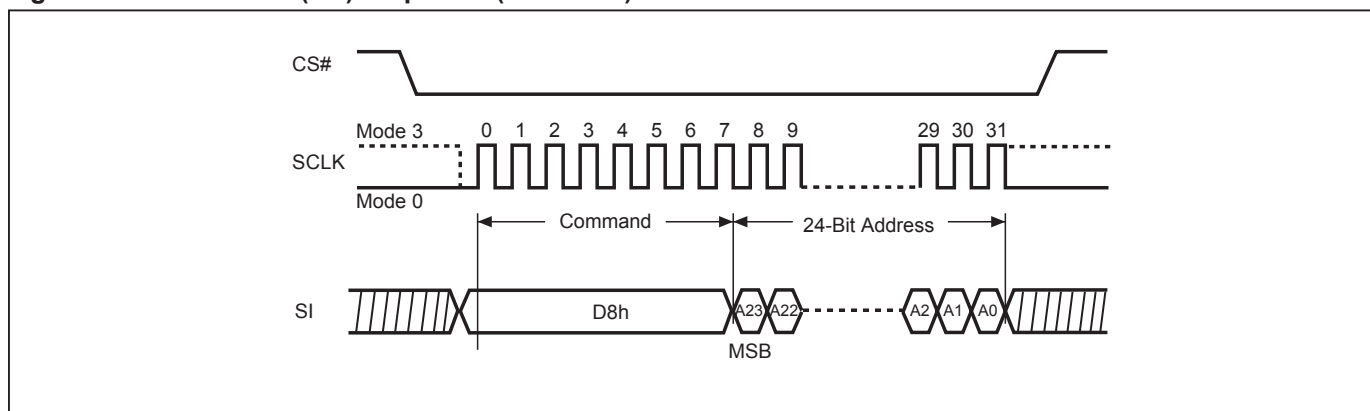 CS#
Mode 3
0 1 2 3 4 5 6 7 8 9 29 30 31
SCLK
Mode 0
Command
24-Bit Address
SI
D8h
A23 A22 A2 A1 A0
MSB